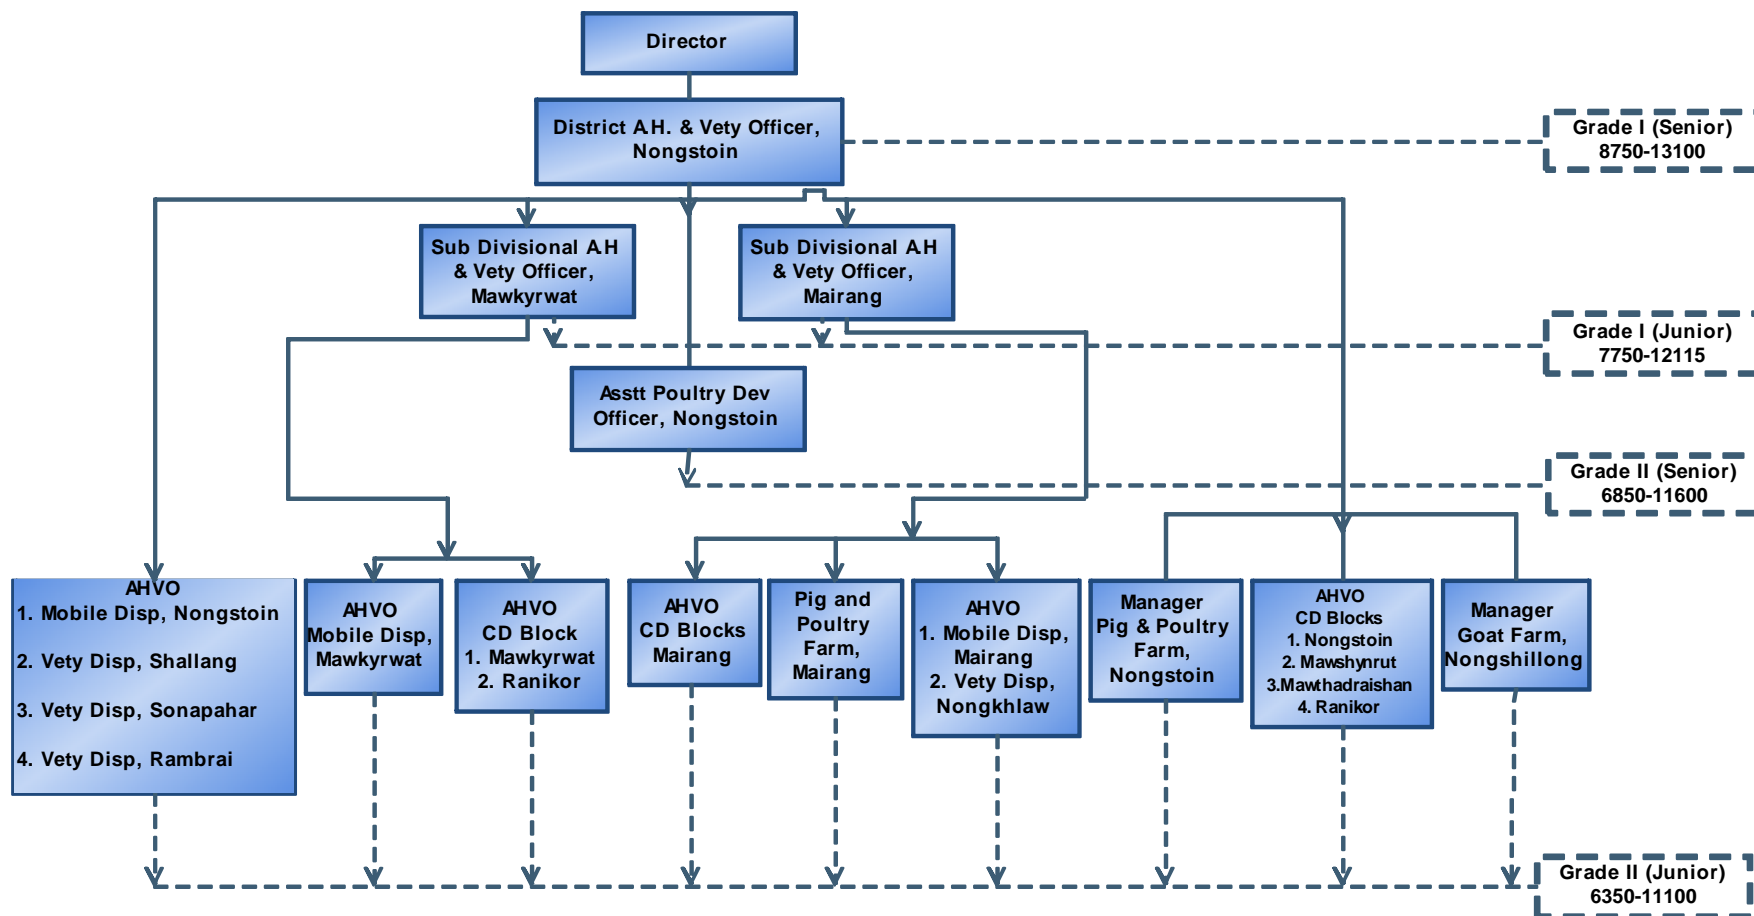 Director
District A.H. & Vety Officer,
Nongstoin
Grade I (Senior)
8750-13100
Sub Divisional A.H
& Vety Officer,
Mawkyrwat
Sub Divisional A.H
& Vety Officer,
Mairang
Grade I (Junior)
7750-12115
Asstt Poultry Dev
Officer, Nongstoin
Grade II (Senior)
6850-11600
AHVO
1. Mobile Disp, Nongstoin
2. Vety Disp, Shallang
3. Vety Disp, Sonapahar
4. Vety Disp, Rambrai
AHVO
Mobile Disp,
Mawkyrwat
AHVO
CD Block
1. Mawkyrwat
2. Ranikor
AHVO
CD Blocks
Mairang
Pig and
Poultry
Farm,
Mairang
AHVO
1. Mobile Disp,
Mairang
2. Vety Disp,
Nongkhlaw
Manager
Pig & Poultry
Farm,
Nongstoin
AHVO
CD Blocks
1. Nongstoin
2. Mawshynrut
3.Mawthadraishan
4. Ranikor
Manager
Goat Farm,
Nongshillong
Grade II (Junior)
6350-11100